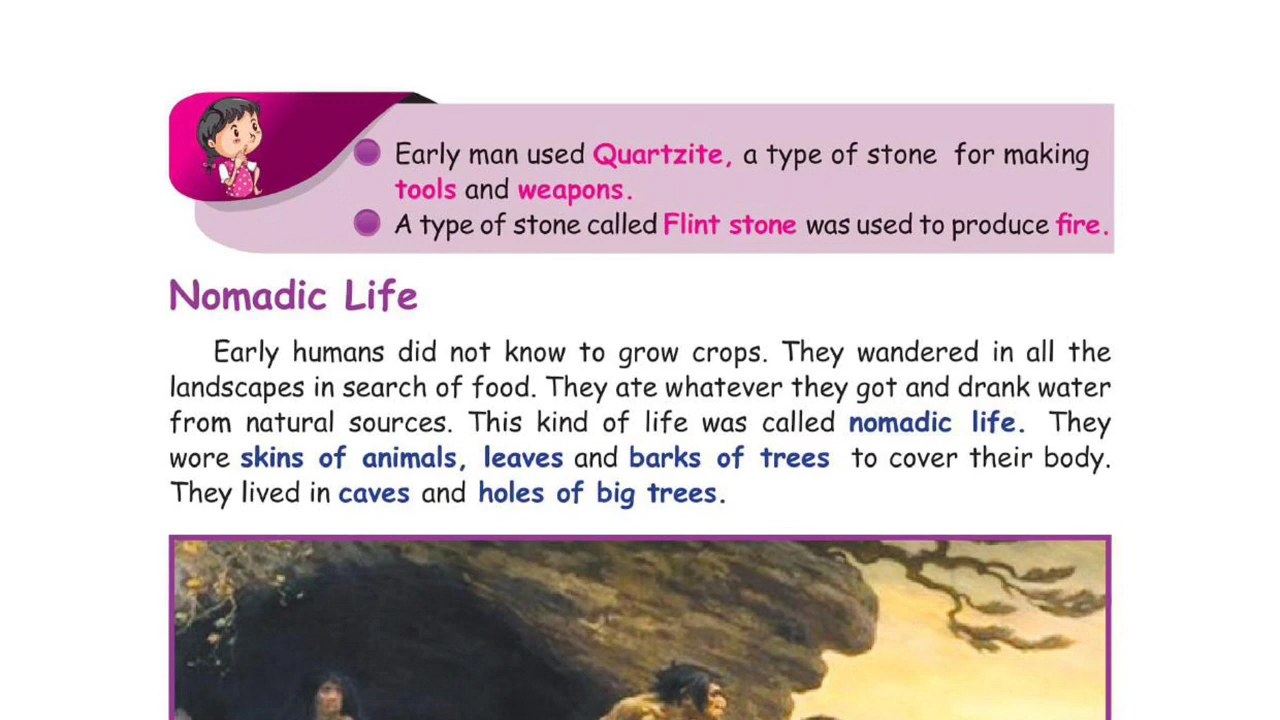 Early man used Quartzite, a type of stone for making
tools and weapons.
A type of stone called Flint stone was used to produce fire.
Nomadic Life
Early humans did not know to grow crops. They wandered in all the
landscapes in search of food. They ate whatever they got and drank water
from natural sources. This kind of life was called nomadic life. They
wore skins of animals, leaves and barks of trees to cover their body.
They lived in caves and holes of big trees.